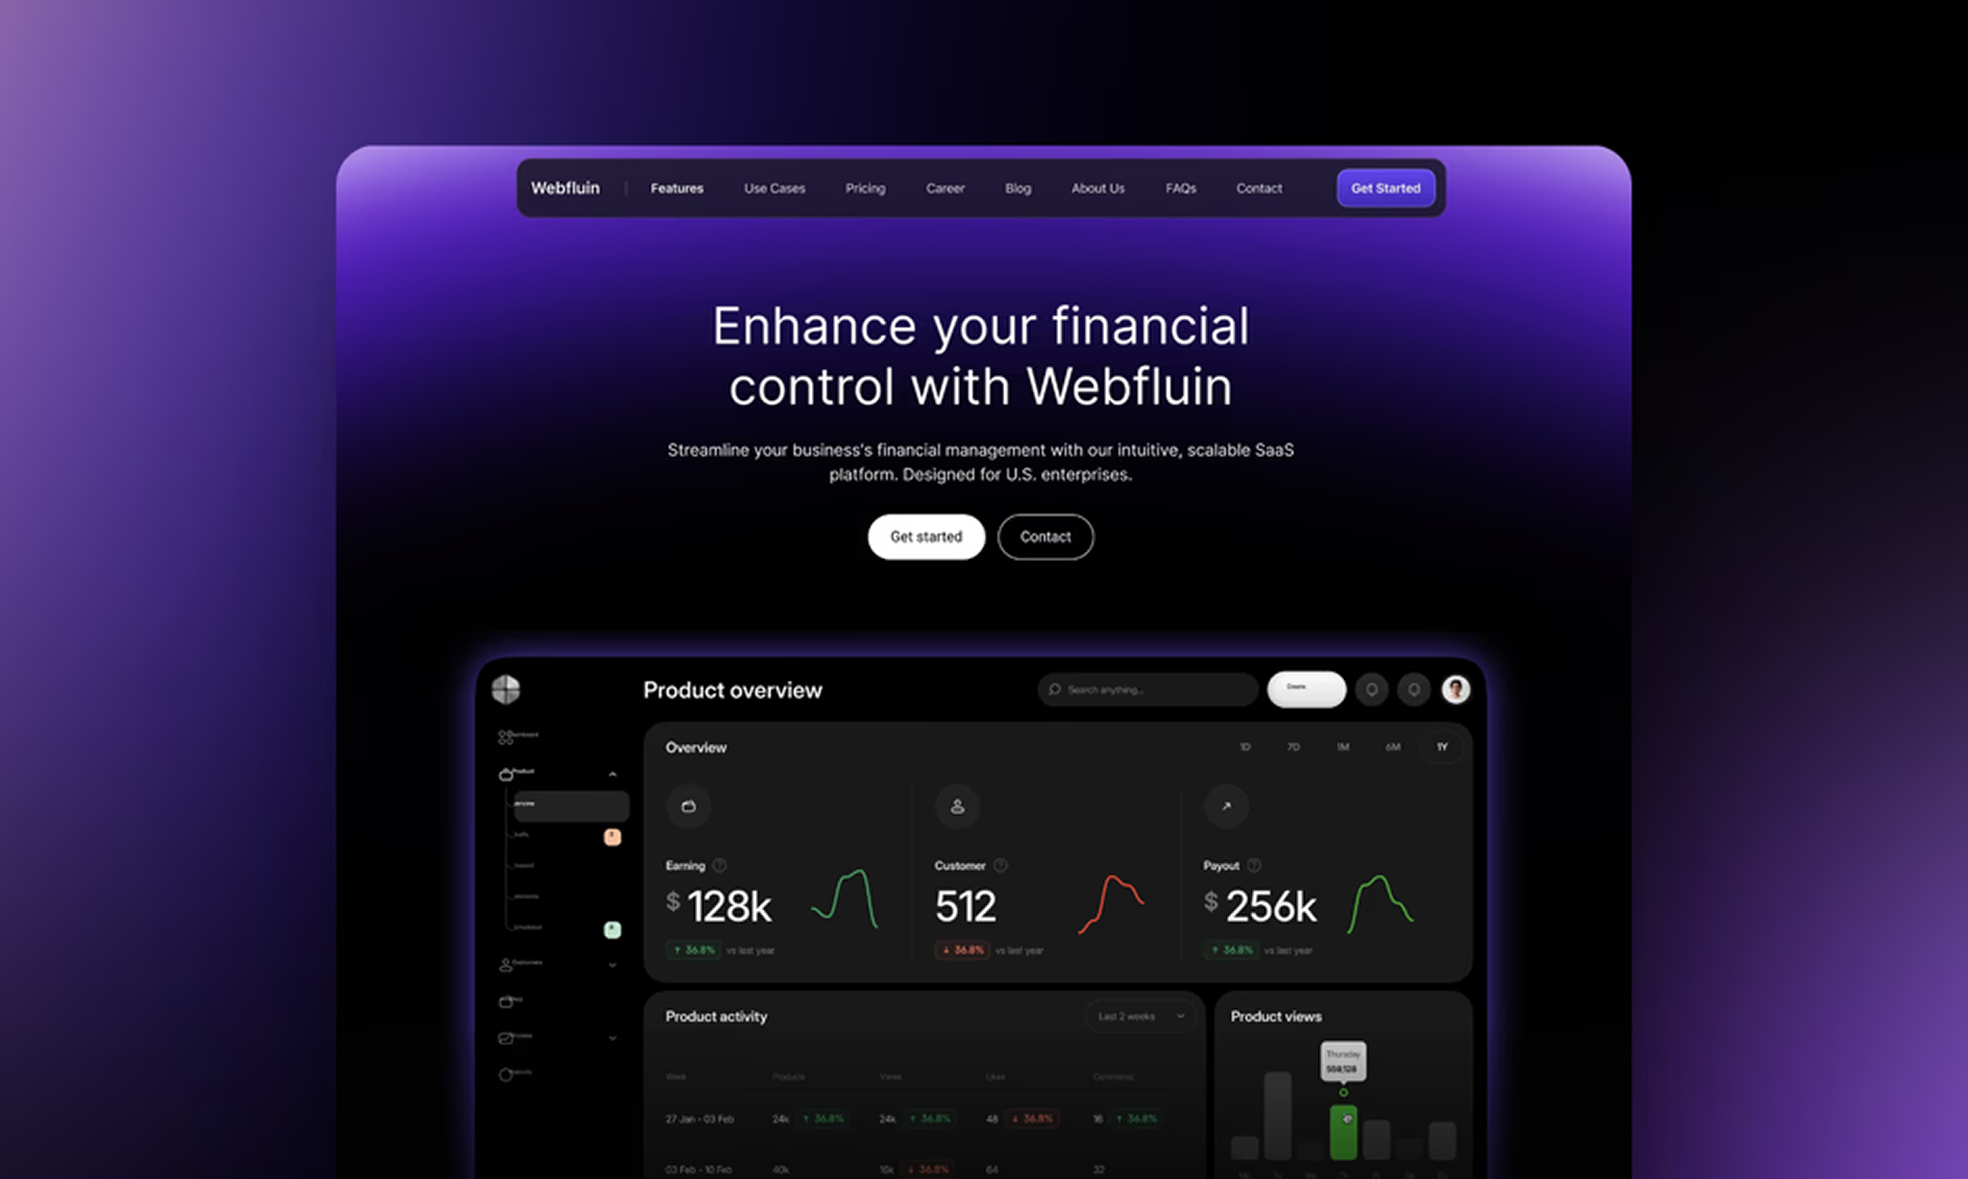 Webfluin
Features
Use Cases
Pricing
Career
Blog
About Us
FAQs
Contact
Get Started
Enhance your financial
control with Webfluin
Streamline your business's financial management with our intuitive, scalable SaaS
platform. Designed for U.S. enterprises.
Get started
Contact
Product overview
Search anything...
Create
Product
Customers
Overview
1D
7D
1M
6M
1Y
Earning
$ 128k
↑ 36.8% vs last year
Customer
512
↓ 36.8% vs last year
Payout
$ 256k
↑ 36.8% vs last year
Product activity
Last 2 weeks
Week Products Views Likes Comments
27 Jan - 03 Feb 24k ↑ 36.8% 24k ↑ 36.8% 48 ↓ 36.8% 16 ↑ 36.8%
03 Feb - 10 Feb 40k 16k ↓ 36.8% 64 32
Product views
Thursday